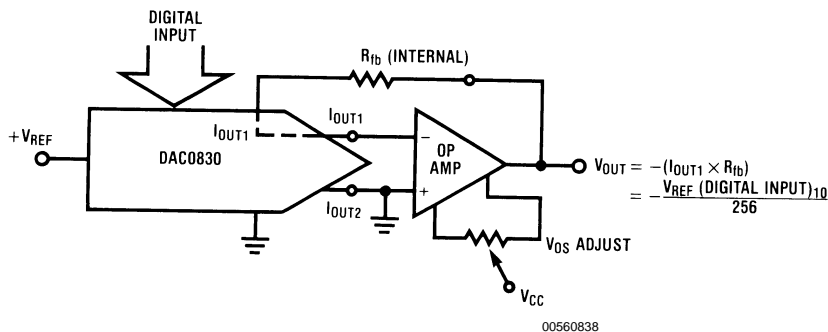 DIGITAL
INPUT
R_fb (INTERNAL)
I_OUT1
I_OUT1
+V_REF
DAC0830
I_OUT2
−
OP
AMP
+
V_OUT = −(I_OUT1 × R_fb)
= − V_REF (DIGITAL INPUT)_10
256
V_OS ADJUST
V_CC
00560838